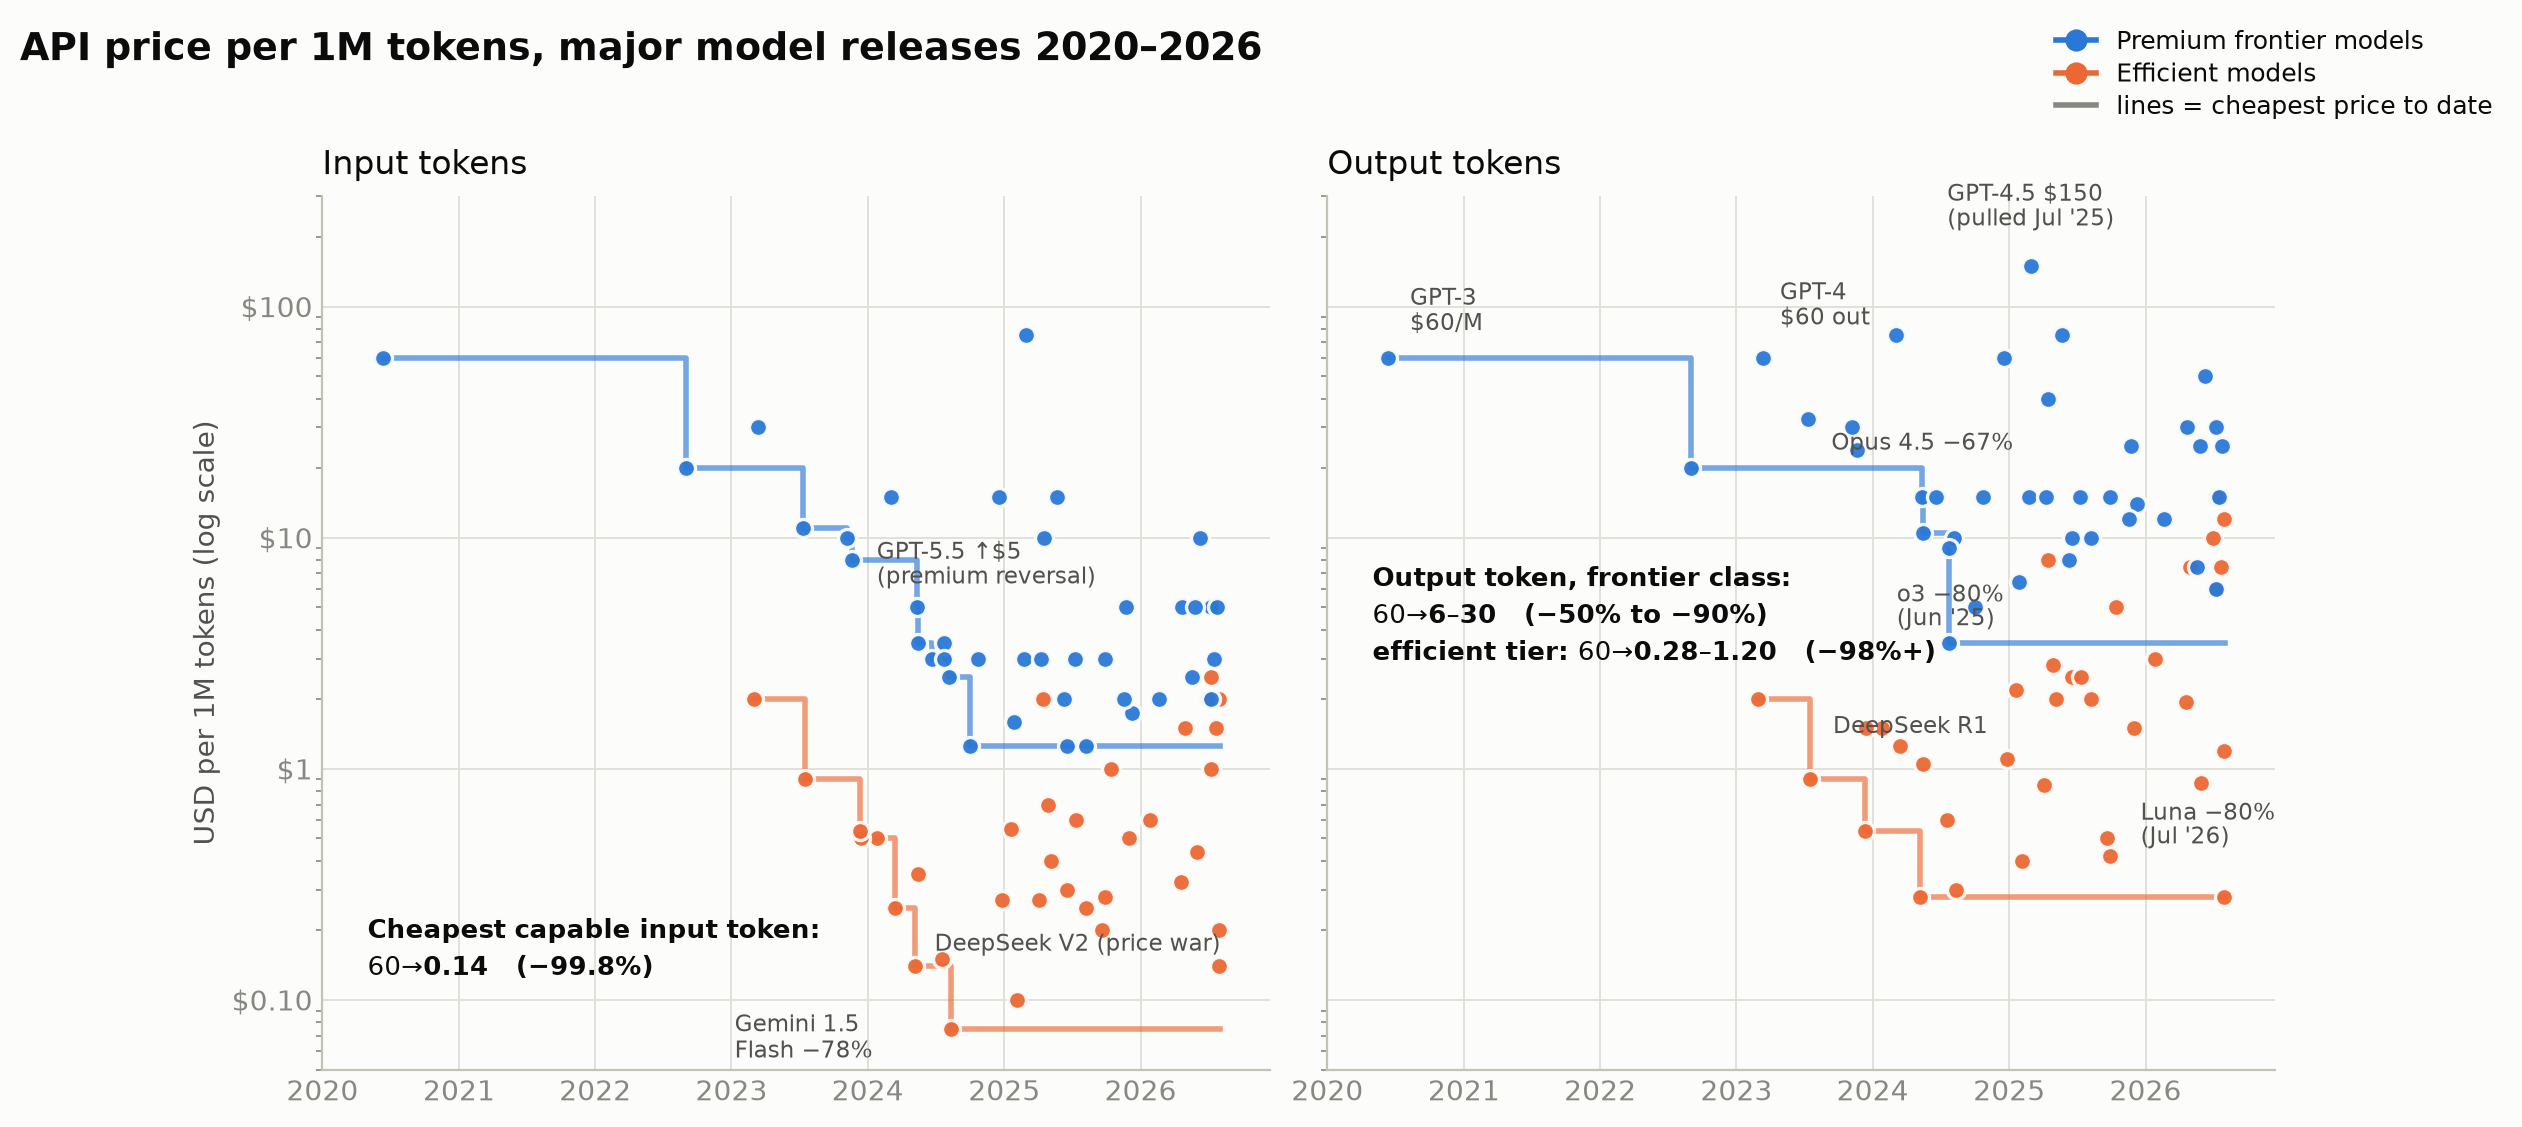 API price per 1M tokens, major model releases 2020–2026
Premium frontier models
Efficient models
lines = cheapest price to date
Input tokens
USD per 1M tokens (log scale)
$100
$10
$1
$0.10
GPT-5.5 ↑$5
(premium reversal)
Cheapest capable input token:
60→0.14 (−99.8%)
DeepSeek V2 (price war)
Gemini 1.5
Flash −78%
2020 2021 2022 2023 2024 2025 2026
Output tokens
GPT-4.5 $150
(pulled Jul '25)
GPT-3
$60/M
GPT-4
$60 out
Opus 4.5 −67%
Output token, frontier class:
60→6–30 (−50% to −90%)
efficient tier: 60→0.28–1.20 (−98%+)
o3 −80%
(Jun '25)
DeepSeek R1
Luna −80%
(Jul '26)
2020 2021 2022 2023 2024 2025 2026